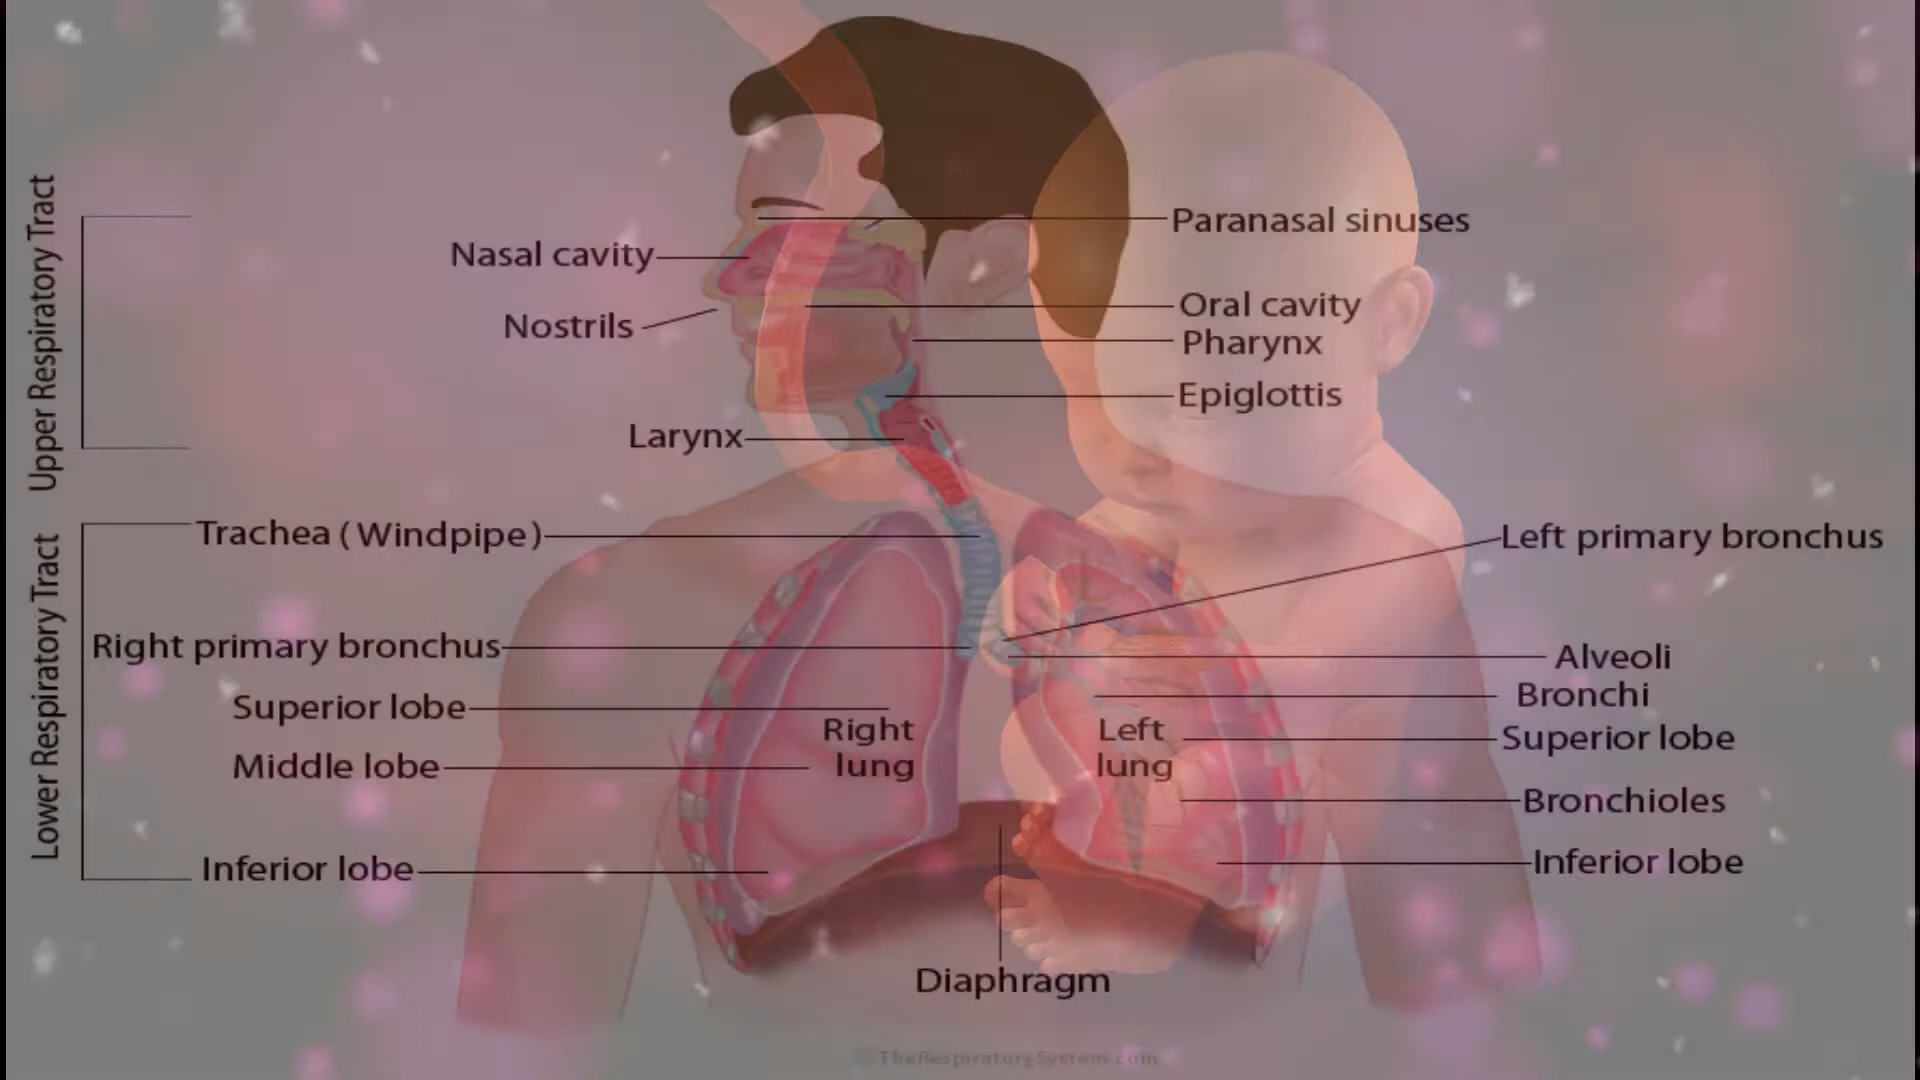 Upper Respiratory Tract
Paranasal sinuses
Nasal cavity
Oral cavity
Nostrils
Pharynx
Epiglottis
Larynx
Lower Respiratory Tract
Trachea (Windpipe)
Left primary bronchus
Right primary bronchus
Alveoli
Bronchi
Superior lobe
Right
lung
Left
lung
Superior lobe
Middle lobe
Bronchioles
Inferior lobe
Inferior lobe
Diaphragm
©TheRespiratorySystem.com